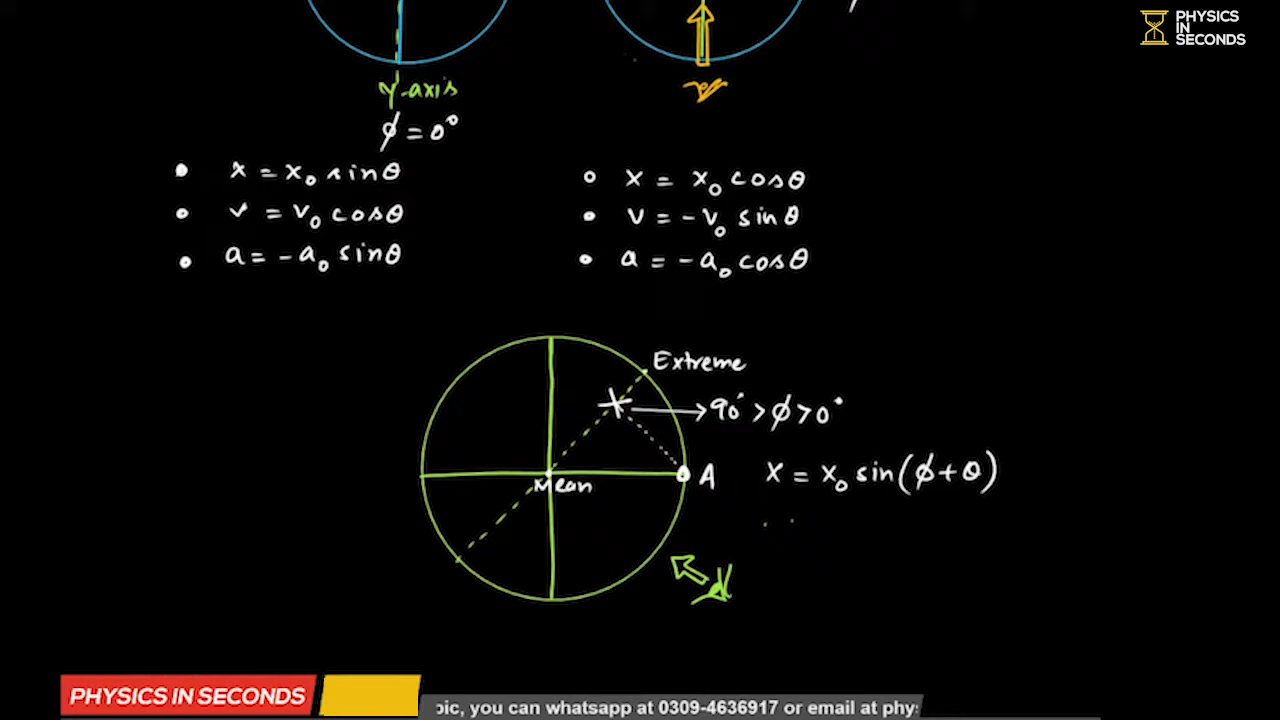 PHYSICS
IN
SECONDS
Y-axis
ϕ = 0°
x = x₀ sinθ
v = v₀ cosθ
a = -a₀ sinθ
x = x₀ cosθ
v = -v₀ sinθ
a = -a₀ cosθ
Extreme
90° > ϕ > 0°
Mean
A
x = x₀ sin(ϕ + θ)
PHYSICS IN SECONDS
pic, you can whatsapp at 0309-4636917 or email at phys